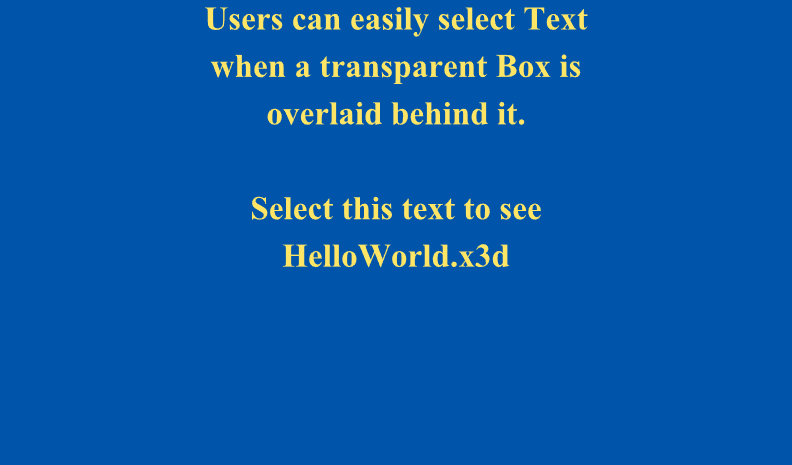 Users can easily select Text
when a transparent Box is
overlaid behind it.
Select this text to see
HelloWorld.x3d